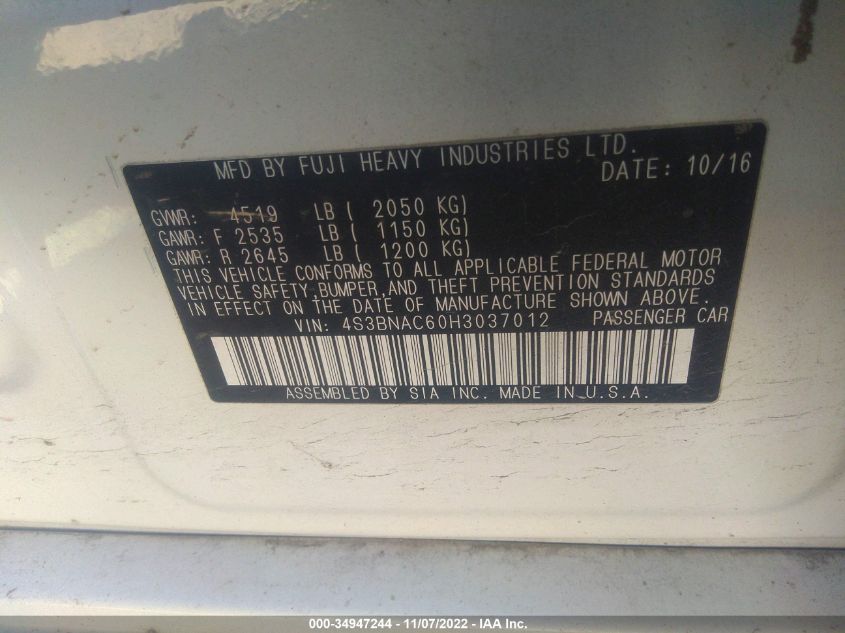 MFD BY FUJI HEAVY INDUSTRIES LTD.
DATE: 10/16
GVWR: 4519 LB ( 2050 KG)
GAWR: F 2535 LB ( 1150 KG)
GAWR: R 2645 LB ( 1200 KG)
THIS VEHICLE CONFORMS TO ALL APPLICABLE FEDERAL MOTOR
VEHICLE SAFETY, BUMPER, AND THEFT PREVENTION STANDARDS
IN EFFECT ON THE DATE OF MANUFACTURE SHOWN ABOVE.
VIN: 4S3BNAC60H3037012 PASSENGER CAR
ASSEMBLED BY SIA INC. MADE IN U.S.A.
000-34947244 - 11/07/2022 - IAA Inc.